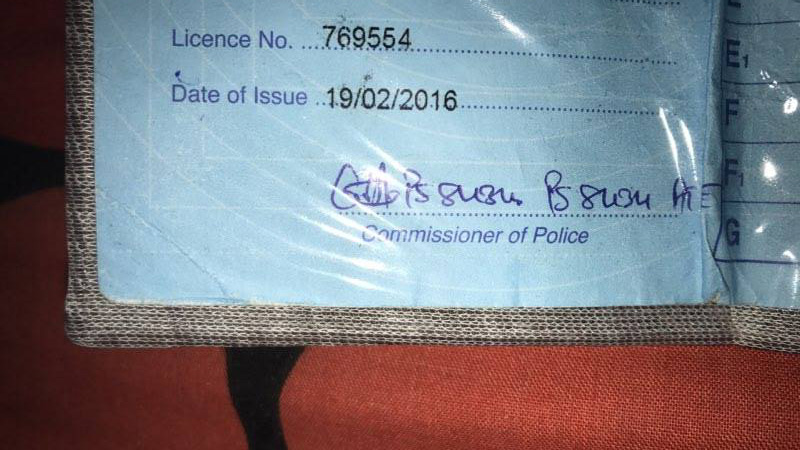 Licence No. 769554
Date of Issue 19/02/2016
Commissioner of Police
E1
F
F1
G